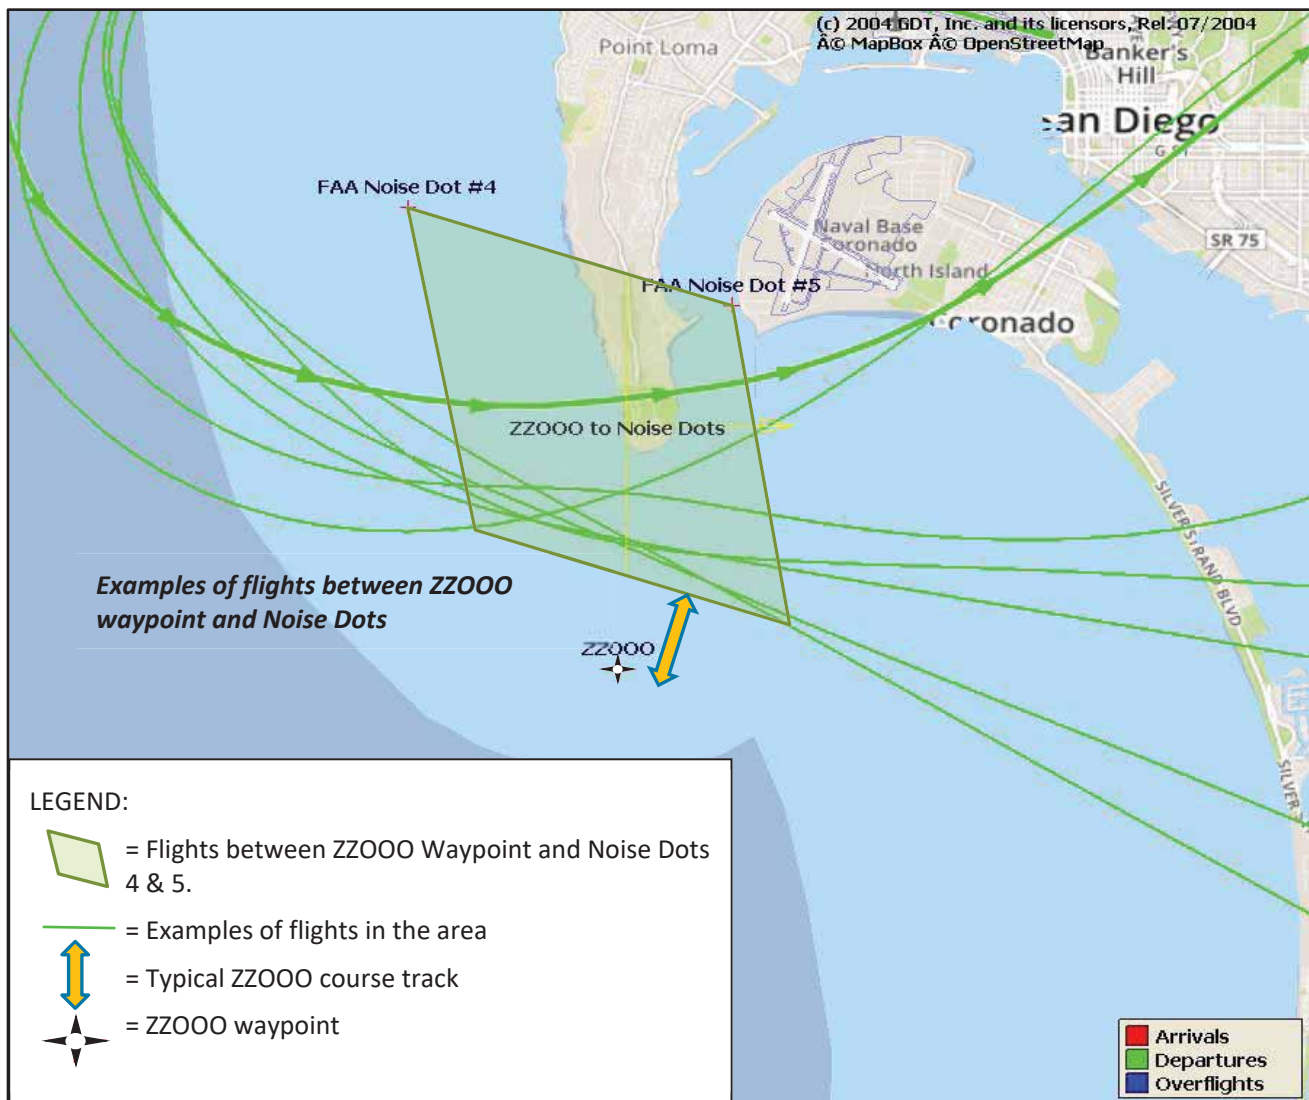 (c) 2004 GDT, Inc. and its licensors, Rel. 07/2004
Â© MapBox Â© OpenStreetMap
Point Loma
Banker's
Hill
an Diego
G St
FAA Noise Dot #4
Naval Base
Coronado
SR 75
North Island
FAA Noise Dot #5
Coronado
ZZOOO to Noise Dots
SILVER STRAND BLVD
Examples of flights between ZZOOO
waypoint and Noise Dots
ZZOOO
SILVER
LEGEND:
= Flights between ZZOOO Waypoint and Noise Dots
4 & 5.
= Examples of flights in the area
= Typical ZZOOO course track
= ZZOOO waypoint
Arrivals
Departures
Overflights